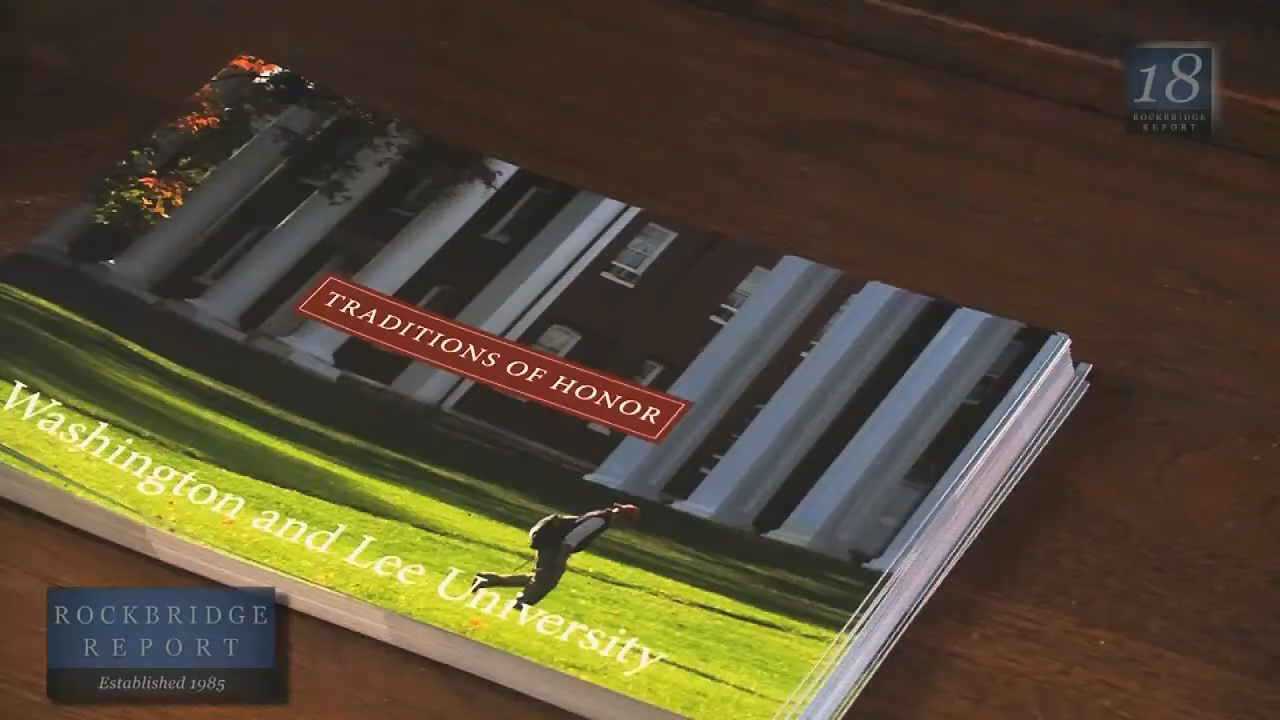 18
ROCKBRIDGE
REPORT
TRADITIONS OF HONOR
Washington and Lee University
ROCKBRIDGE
REPORT
Established 1985